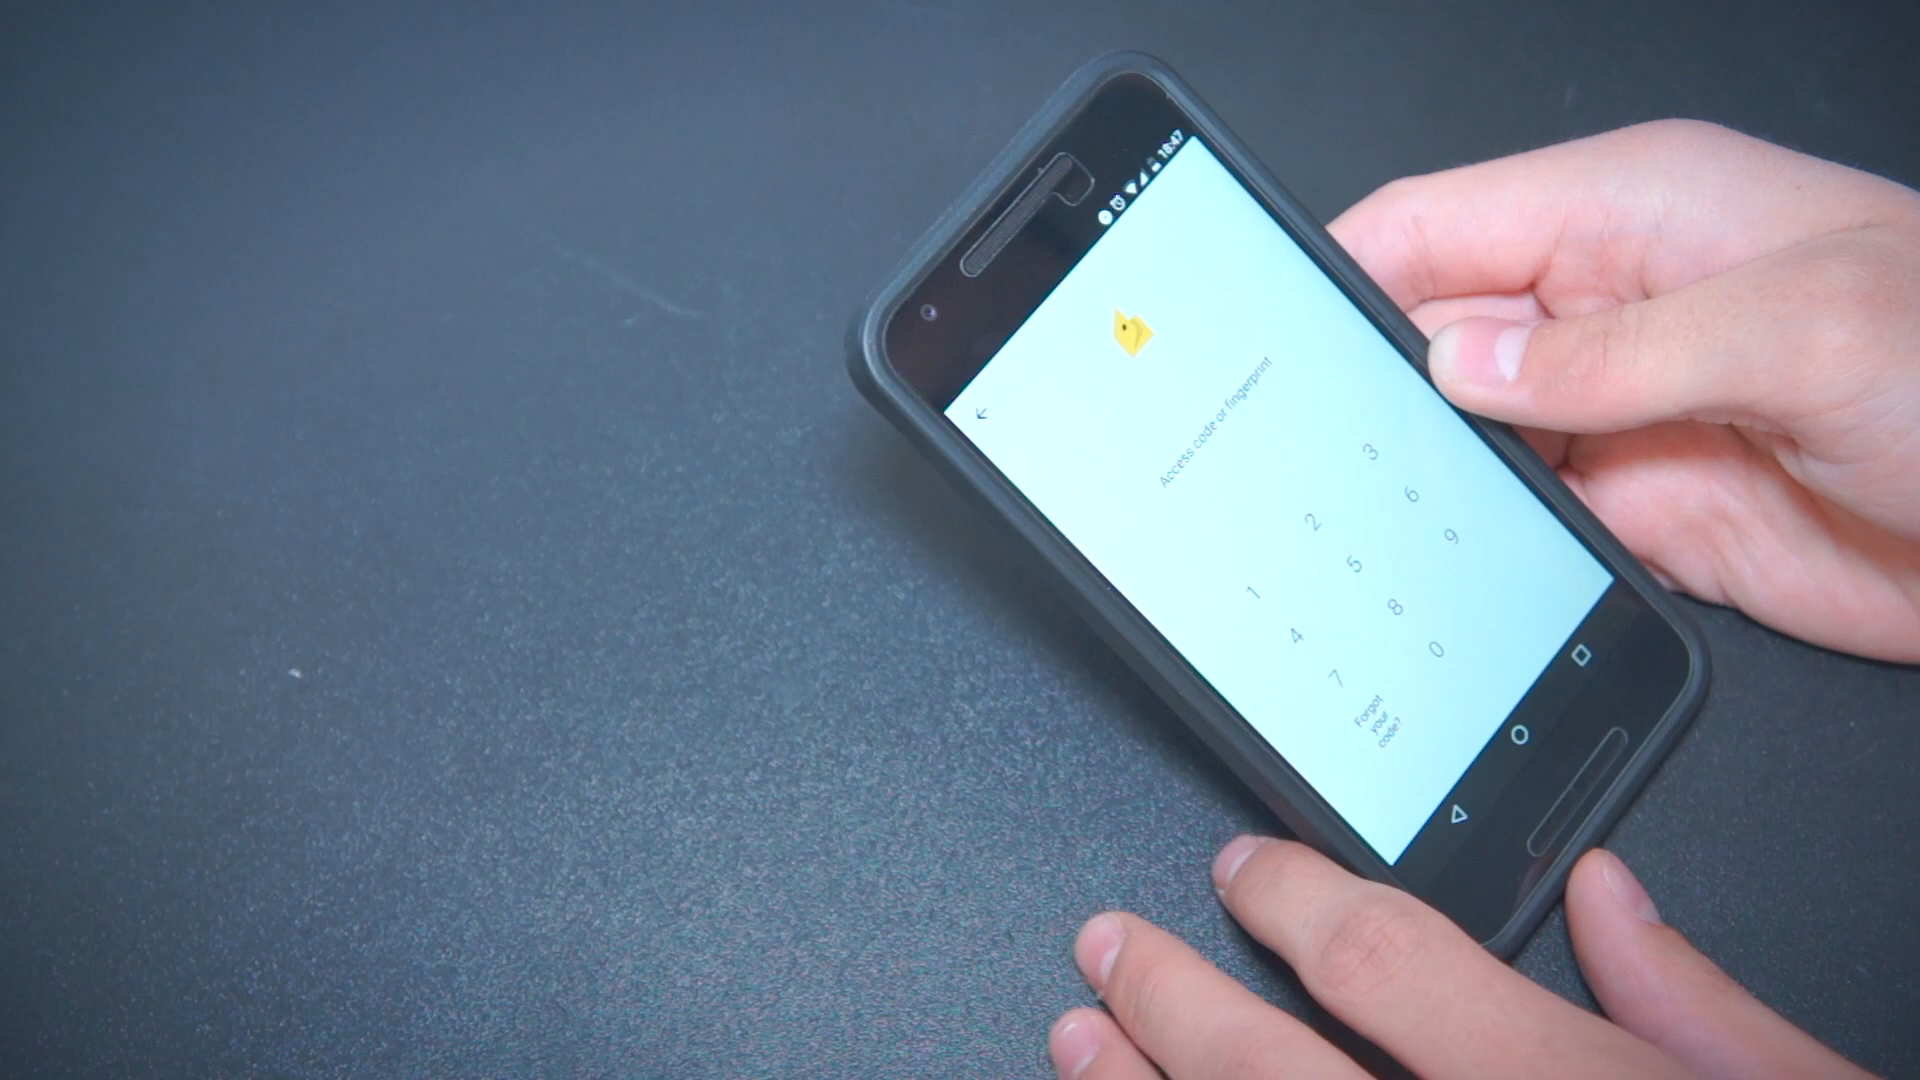 18:47
Access code or fingerprint
1 2 3
4 5 6
7 8 9
Forgot
your
code?
0